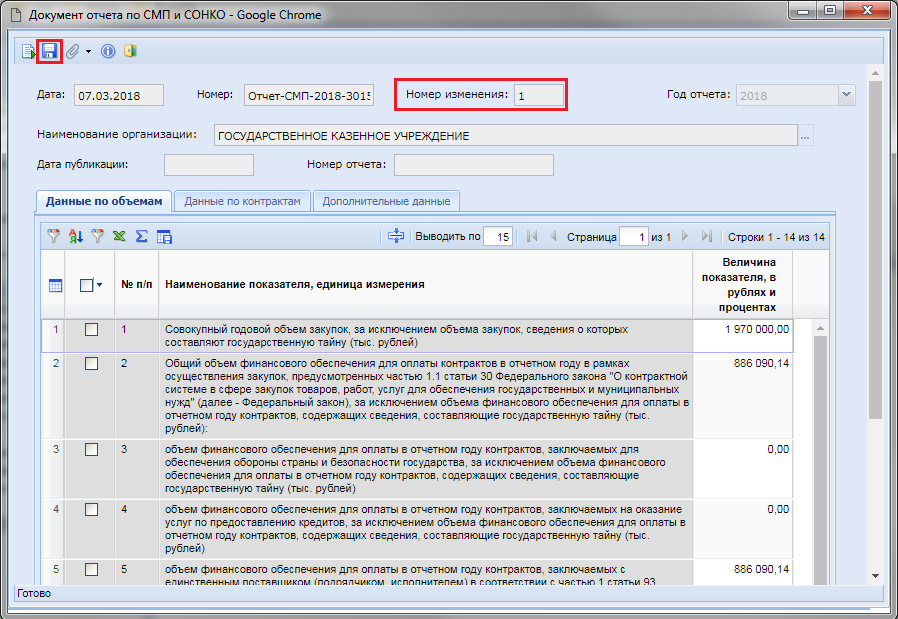 Документ отчета по СМП и СОНКО - Google Chrome
Дата: 07.03.2018 Номер: Отчет-СМП-2018-3015 Номер изменения: 1 Год отчета: 2018
Наименование организации: ГОСУДАРСТВЕННОЕ КАЗЕННОЕ УЧРЕЖДЕНИЕ ...
Дата публикации: Номер отчета:
Данные по объемам Данные по контрактам Дополнительные данные
Выводить по 15 Страница 1 из 1 Строки 1 - 14 из 14
№ п/п Наименование показателя, единица измерения
Величина
показателя, в
рублях и
процентах
1 1 Совокупный годовой объем закупок, за исключением объема закупок, сведения о которых 1 970 000,00
составляют государственную тайну (тыс. рублей)
2 2 Общий объем финансового обеспечения для оплаты контрактов в отчетном году в рамках 886 090,14
осуществления закупок, предусмотренных частью 1.1 статьи 30 Федерального закона "О контрактной
системе в сфере закупок товаров, работ, услуг для обеспечения государственных и муниципальных
нужд" (далее - Федеральный закон), за исключением объема финансового обеспечения для оплаты в
отчетном году контрактов, содержащих сведения, составляющие государственную тайну (тыс.
рублей):
3 3 объем финансового обеспечения для оплаты в отчетном году контрактов, заключаемых для 0,00
обеспечения обороны страны и безопасности государства, за исключением объема финансового
обеспечения для оплаты в отчетном году контрактов, содержащих сведения, составляющие
государственную тайну (тыс. рублей)
4 4 объем финансового обеспечения для оплаты в отчетном году контрактов, заключаемых на оказание 0,00
услуг по предоставлению кредитов, за исключением объема финансового обеспечения для оплаты в
отчетном году контрактов, содержащих сведения, составляющие государственную тайну (тыс.
рублей)
5 5 объем финансового обеспечения для оплаты в отчетном году контрактов, заключаемых с 886 090,14
единственным поставщиком (подрядчиком, исполнителем) в соответствии с частью 1 статьи 93
Готово